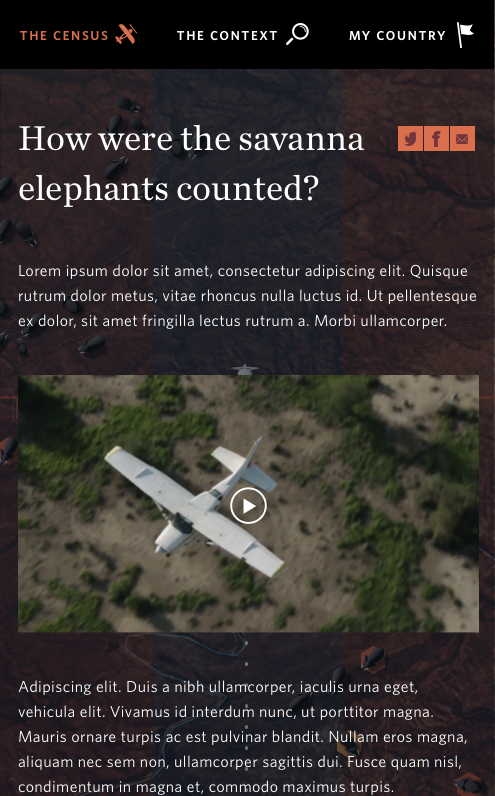 THE CENSUS
THE CONTEXT
MY COUNTRY
How were the savanna
elephants counted?
Lorem ipsum dolor sit amet, consectetur adipiscing elit. Quisque
rutrum dolor metus, vitae rhoncus nulla luctus id. Ut pellentesque
ex dolor, sit amet fringilla lectus rutrum a. Morbi ullamcorper.
Adipiscing elit. Duis a nibh ullamcorper, iaculis urna eget,
vehicula elit. Vivamus id interdum nunc, ut porttitor magna.
Mauris ornare turpis ac est pulvinar blandit. Nullam eros magna,
aliquam nec sem non, ullamcorper sagittis dui. Fusce quam nisl,
condimentum in magna et, commodo maximus turpis.